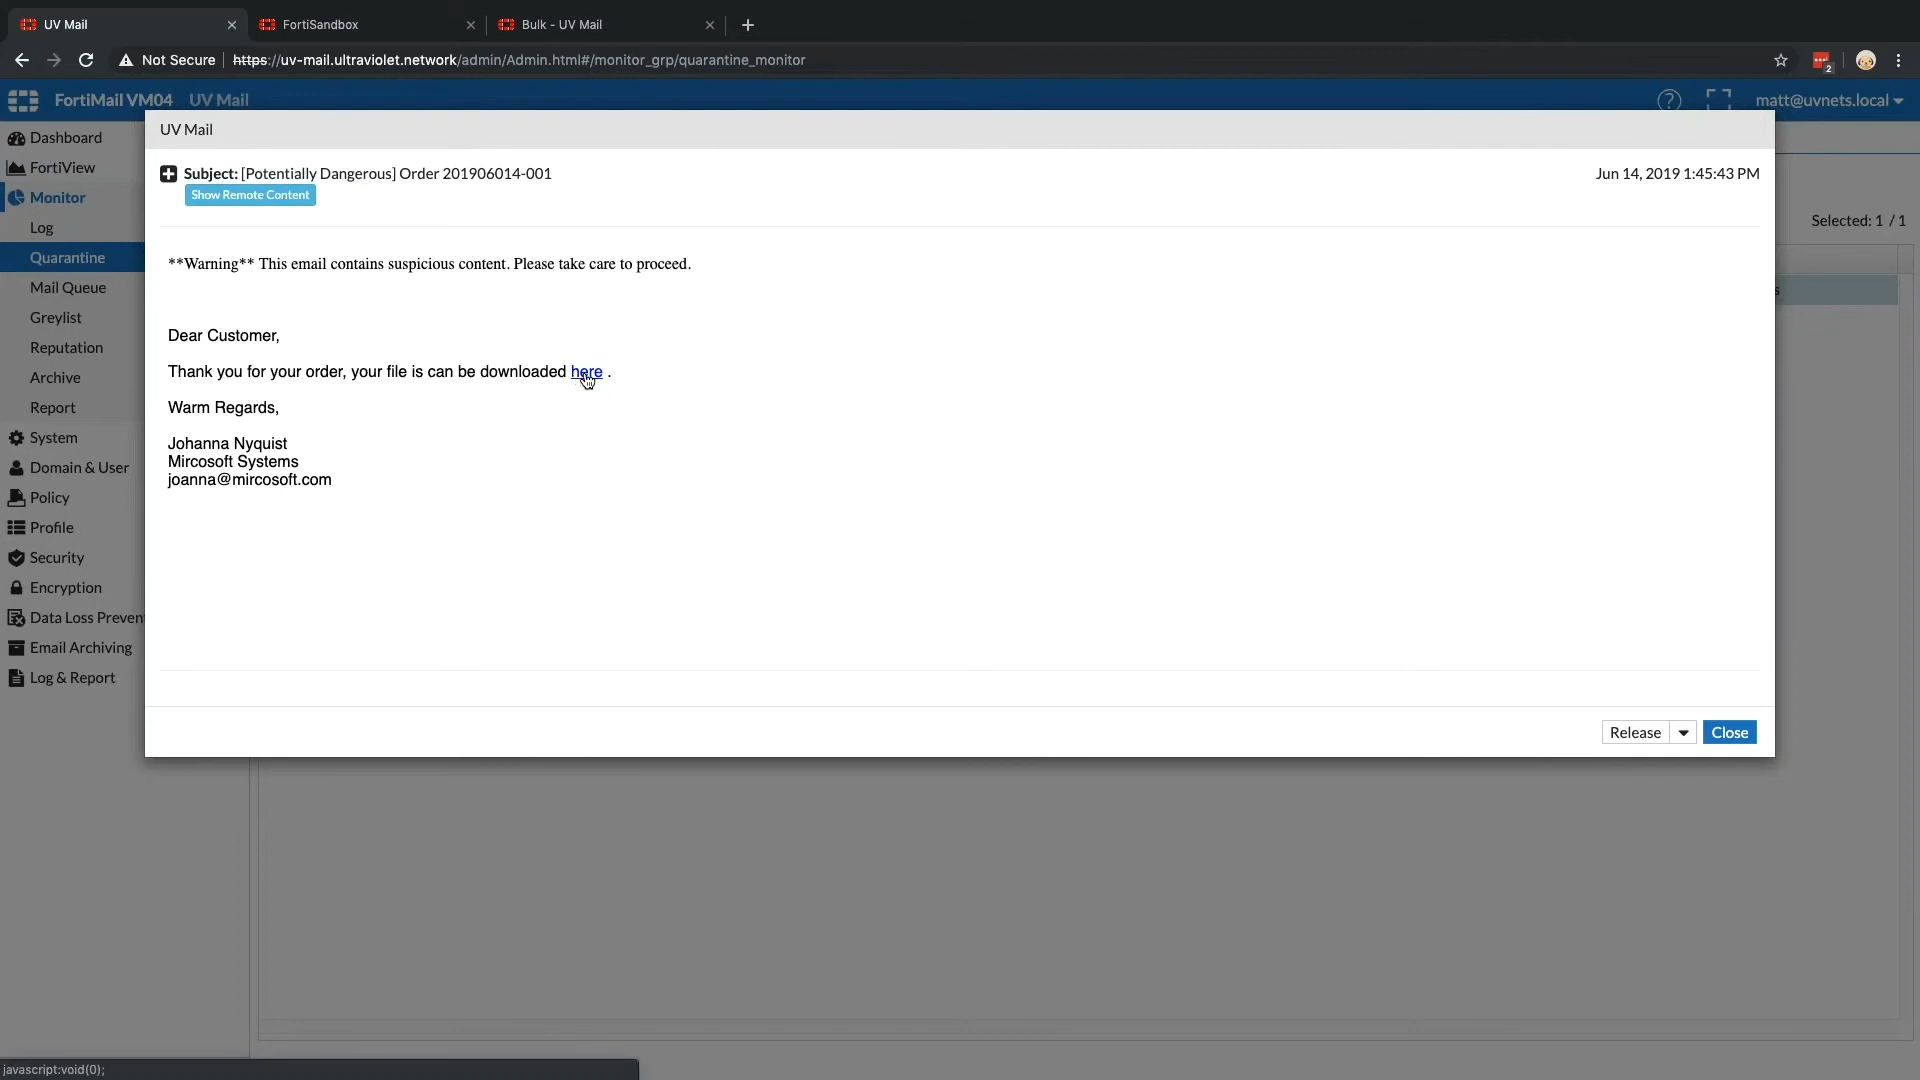 UV Mail
FortiSandbox
Bulk - UV Mail
Not Secure https://uv-mail.ultraviolet.network/admin/Admin.html#/monitor_grp/quarantine_monitor
2
FortiMail VM04 UV Mail
matt@uvnets.local
UV Mail
Subject: [Potentially Dangerous] Order 201906014-001
Jun 14, 2019 1:45:43 PM
Show Remote Content
Selected: 1 / 1
s
**Warning** This email contains suspicious content. Please take care to proceed.
Dear Customer,
Thank you for your order, your file is can be downloaded here .
Warm Regards,
Johanna Nyquist
Mircosoft Systems
joanna@mircosoft.com
Release
Close
Dashboard
FortiView
Monitor
Log
Quarantine
Mail Queue
Greylist
Reputation
Archive
Report
System
Domain & User
Policy
Profile
Security
Encryption
Data Loss Preven
Email Archiving
Log & Report
javascript:void(0);